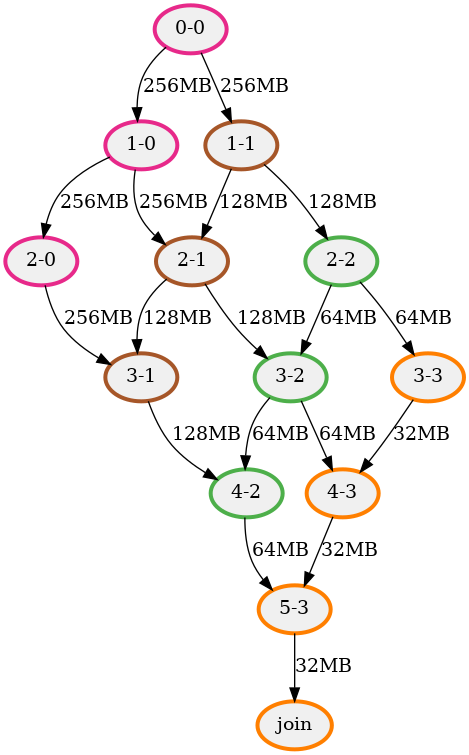 0-0
256MB 256MB
1-0 1-1
256MB 256MB 128MB 128MB
2-0 2-1 2-2
256MB 128MB 128MB 64MB 64MB
3-1 3-2 3-3
128MB 64MB 64MB 32MB
4-2 4-3
64MB 32MB
5-3
32MB
join